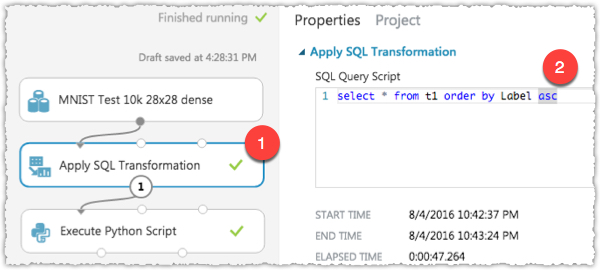 Finished running
Draft saved at 4:28:31 PM
MNIST Test 10k 28x28 dense
1
Apply SQL Transformation
1
Execute Python Script
Properties Project
Apply SQL Transformation
2
SQL Query Script
1 select * from t1 order by Label asc
START TIME 8/4/2016 10:42:37 PM
END TIME 8/4/2016 10:43:24 PM
ELAPSED TIME 0:00:47.264